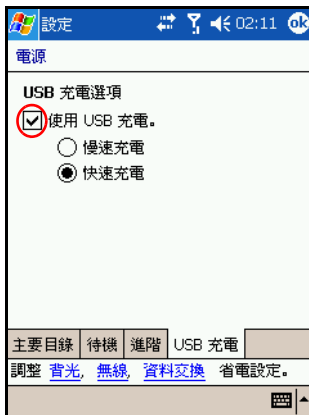 設定 02:11 ok
電源
USB 充電選項
使用 USB 充電。
慢速充電
快速充電
主要目錄 待機 進階 USB 充電
調整 背光, 無線, 資料交換 省電設定。